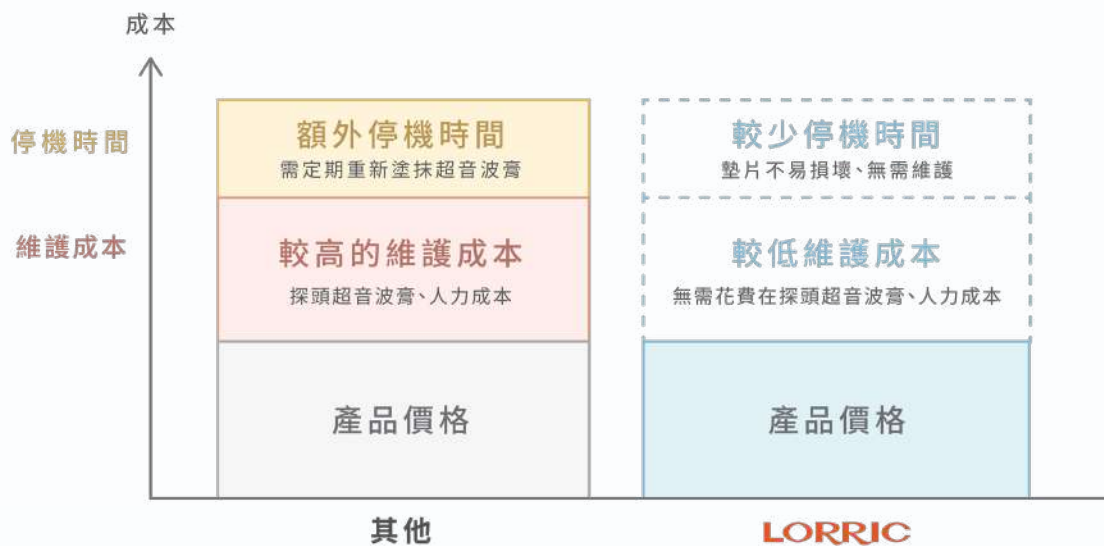 成本
停機時間
維護成本
額外停機時間
需定期重新塗抹超音波膏
較高的維護成本
探頭超音波膏、人力成本
產品價格
較少停機時間
墊片不易損壞、無需維護
較低維護成本
無需花費在探頭超音波膏、人力成本
產品價格
其他
LORRIC